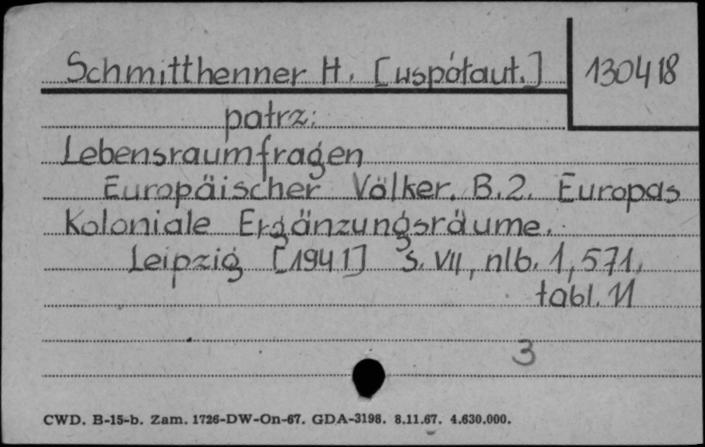 Schmitthenner H. [współaut.] 130418
patrz:
Lebensraumfragen
Europäischer Völker. B.2. Europas
Koloniale Ergänzungsräume.
Leipzig [1941] s. VII, nlb. 1, 571,
tabl. 11
3
CWD. B-15-b. Zam. 1726-DW-On-67. GDA-3198. 8.11.67. 4.630.000.